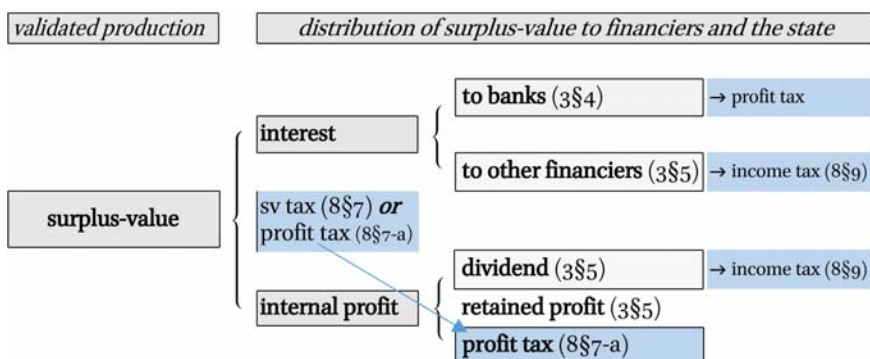 validated production
distribution of surplus-value to financiers and the state
to banks (3§4)
→ profit tax
interest
to other financiers (3§5)
→ income tax (8§9)
surplus-value
sv tax (8§7) or
profit tax (8§7-a)
dividend (3§5)
→ income tax (8§9)
internal profit
retained profit (3§5)
profit tax (8§7-a)